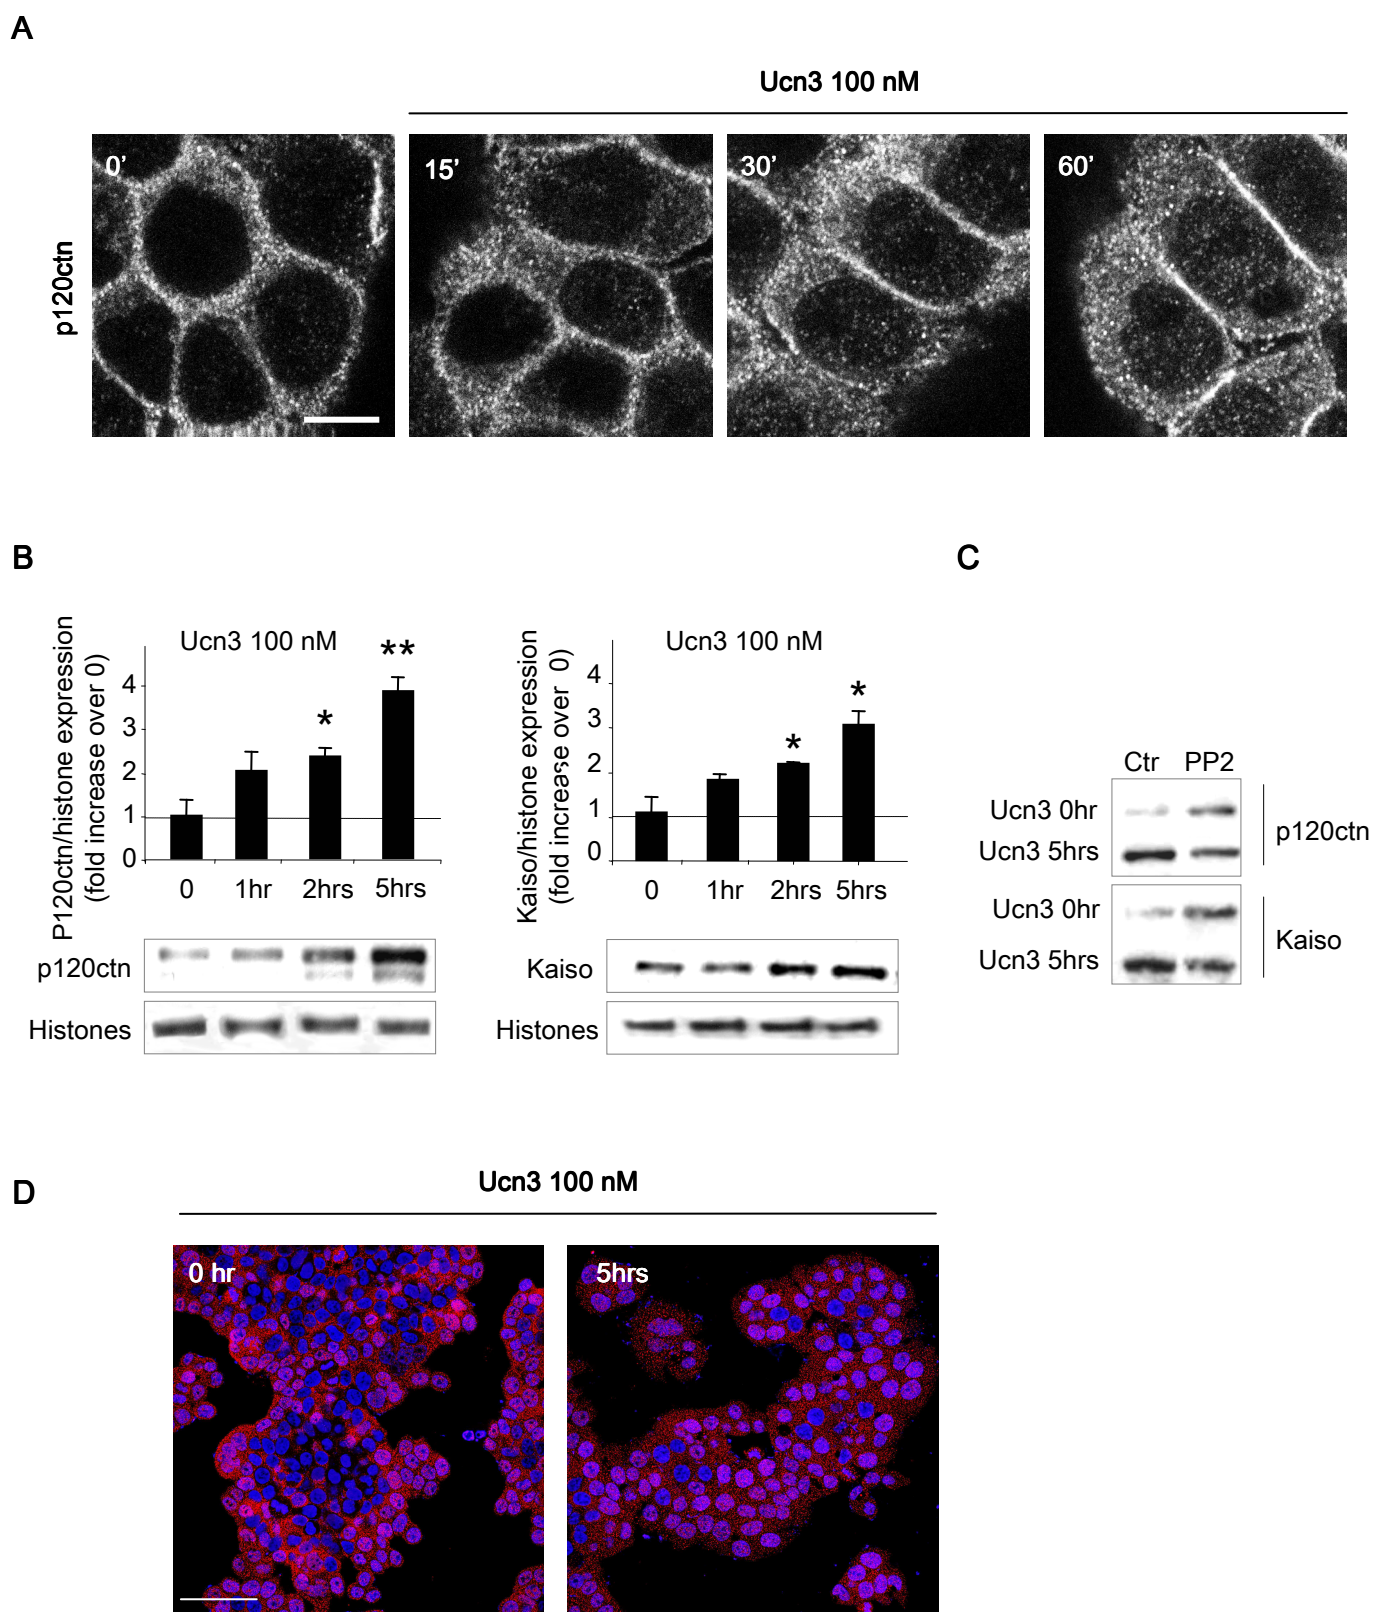 A
Ucn3 100 nM
0’
15’
30’
60’
p120ctn
B
C
P120ctn/histone expression
(fold increase over 0)
Ucn3 100 nM
**
*
4
3
2
1
0
0 1hr 2hrs 5hrs
p120ctn
Histones
Kaiso/histone expression
(fold increase over 0)
Ucn3 100 nM
*
*
4
3
2
1
0
0 1hr 2hrs 5hrs
Kaiso
Histones
Ctr PP2
Ucn3 0hr
Ucn3 5hrs
p120ctn
Ucn3 0hr
Ucn3 5hrs
Kaiso
D
Ucn3 100 nM
0 hr
5hrs